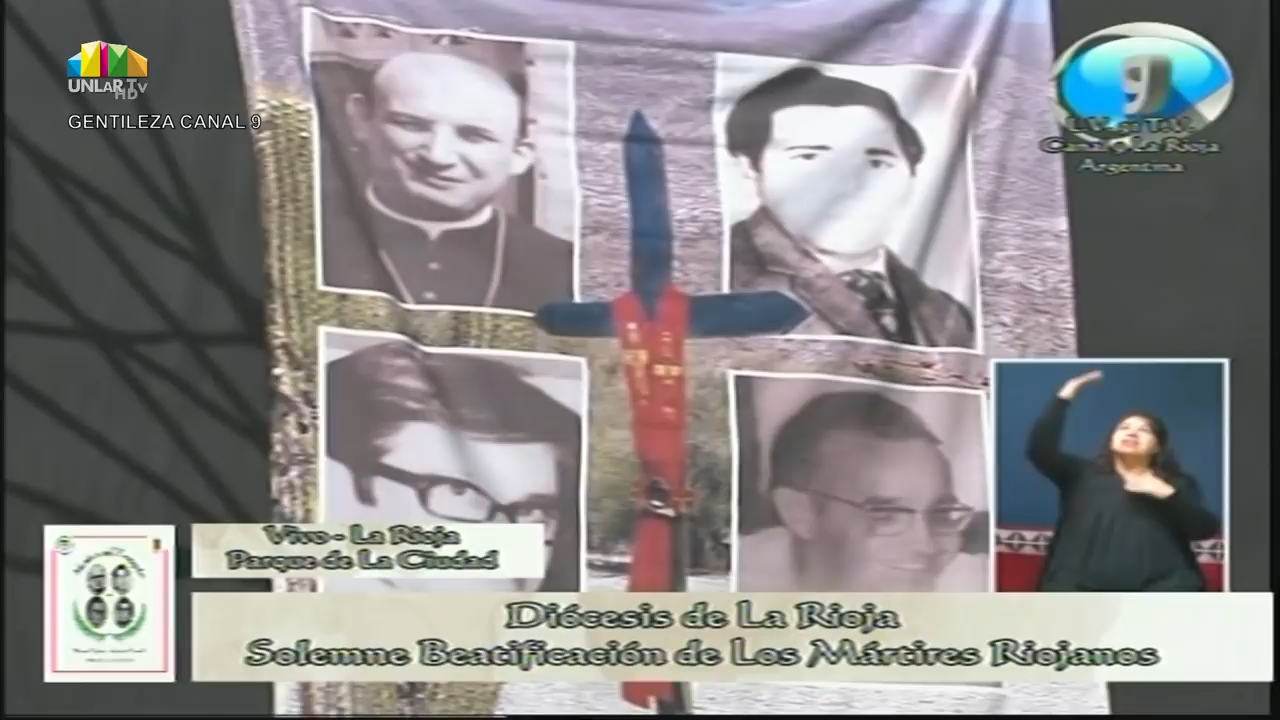 UNLAR TV
HD
GENTILEZA CANAL 9
9
Canal 9 La Rioja
Argentina
Vivo - La Rioja
Parque de La Ciudad
Diócesis de La Rioja
Solemne Beatificación de Los Mártires Riojanos